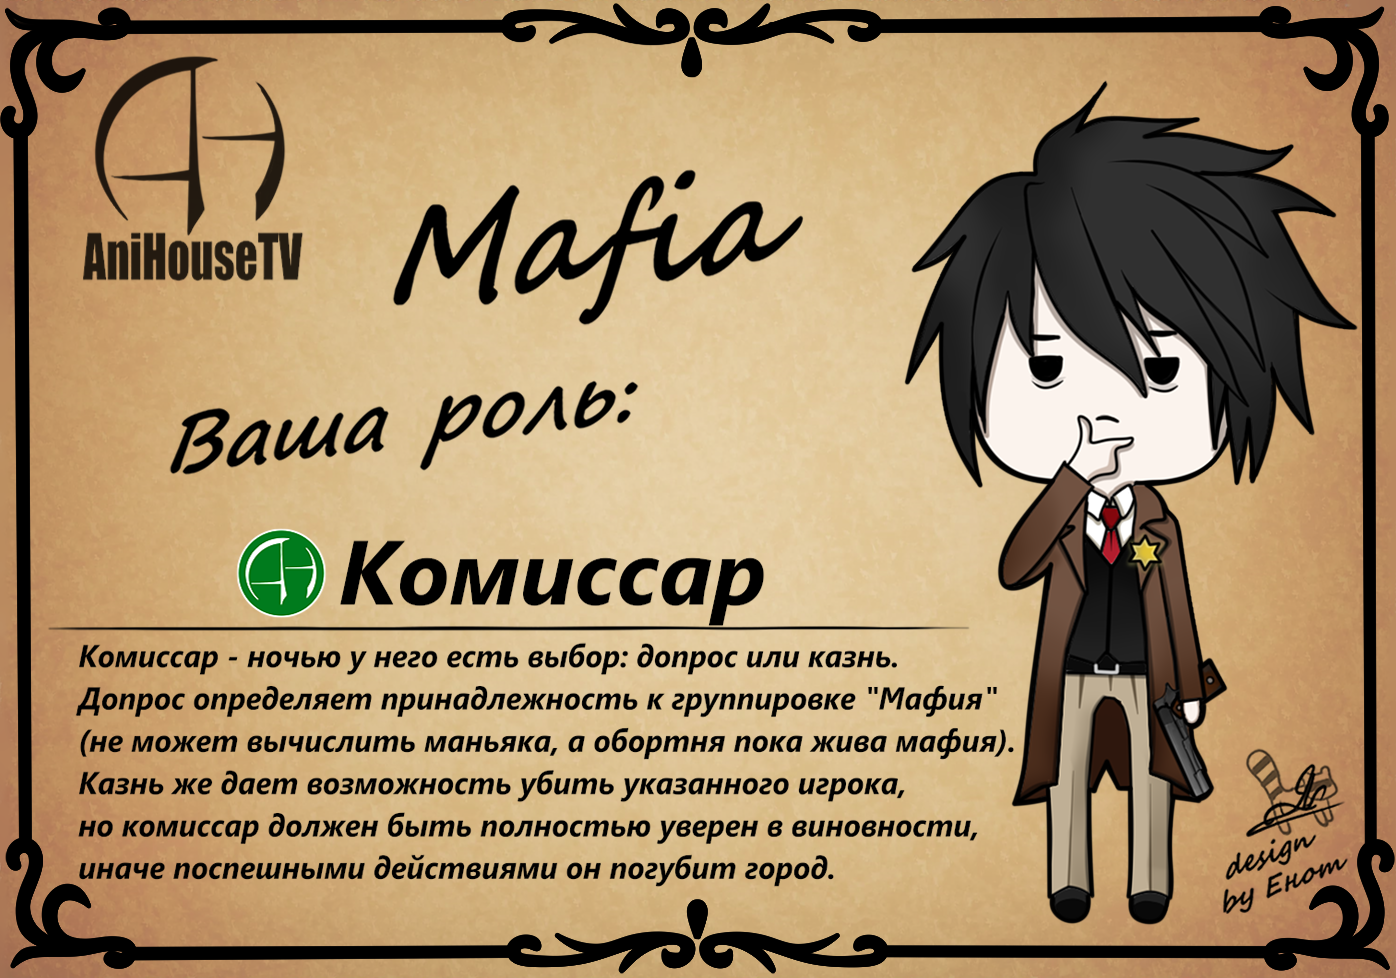 AniHouseTV
Mafia
Ваша роль:
Комиссар
Комиссар - ночью у него есть выбор: допрос или казнь.
Допрос определяет принадлежность к группировке "Мафия"
(не может вычислить маньяка, а обортня пока жива мафия).
Казнь же дает возможность убить указанного игрока,
но комиссар должен быть полностью уверен в виновности,
иначе поспешными действиями он погубит город.
design
by Енот